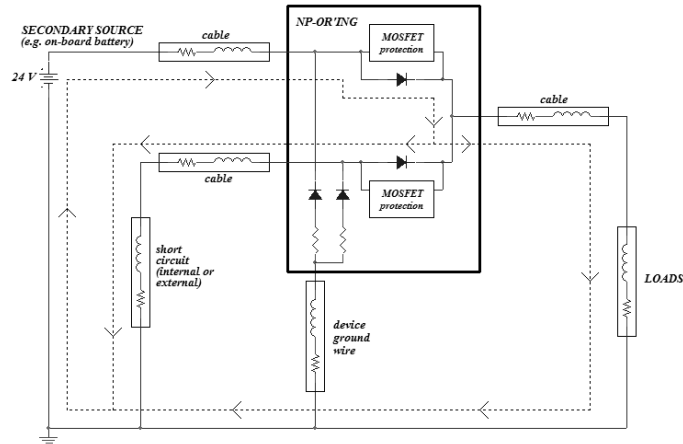 NP-OR'ING
SECONDARY SOURCE
(e.g. on-board battery)
cable
MOSFET
protection
24 V
cable
cable
MOSFET
protection
short
circuit
(internal or
external)
LOADS
device
ground
wire